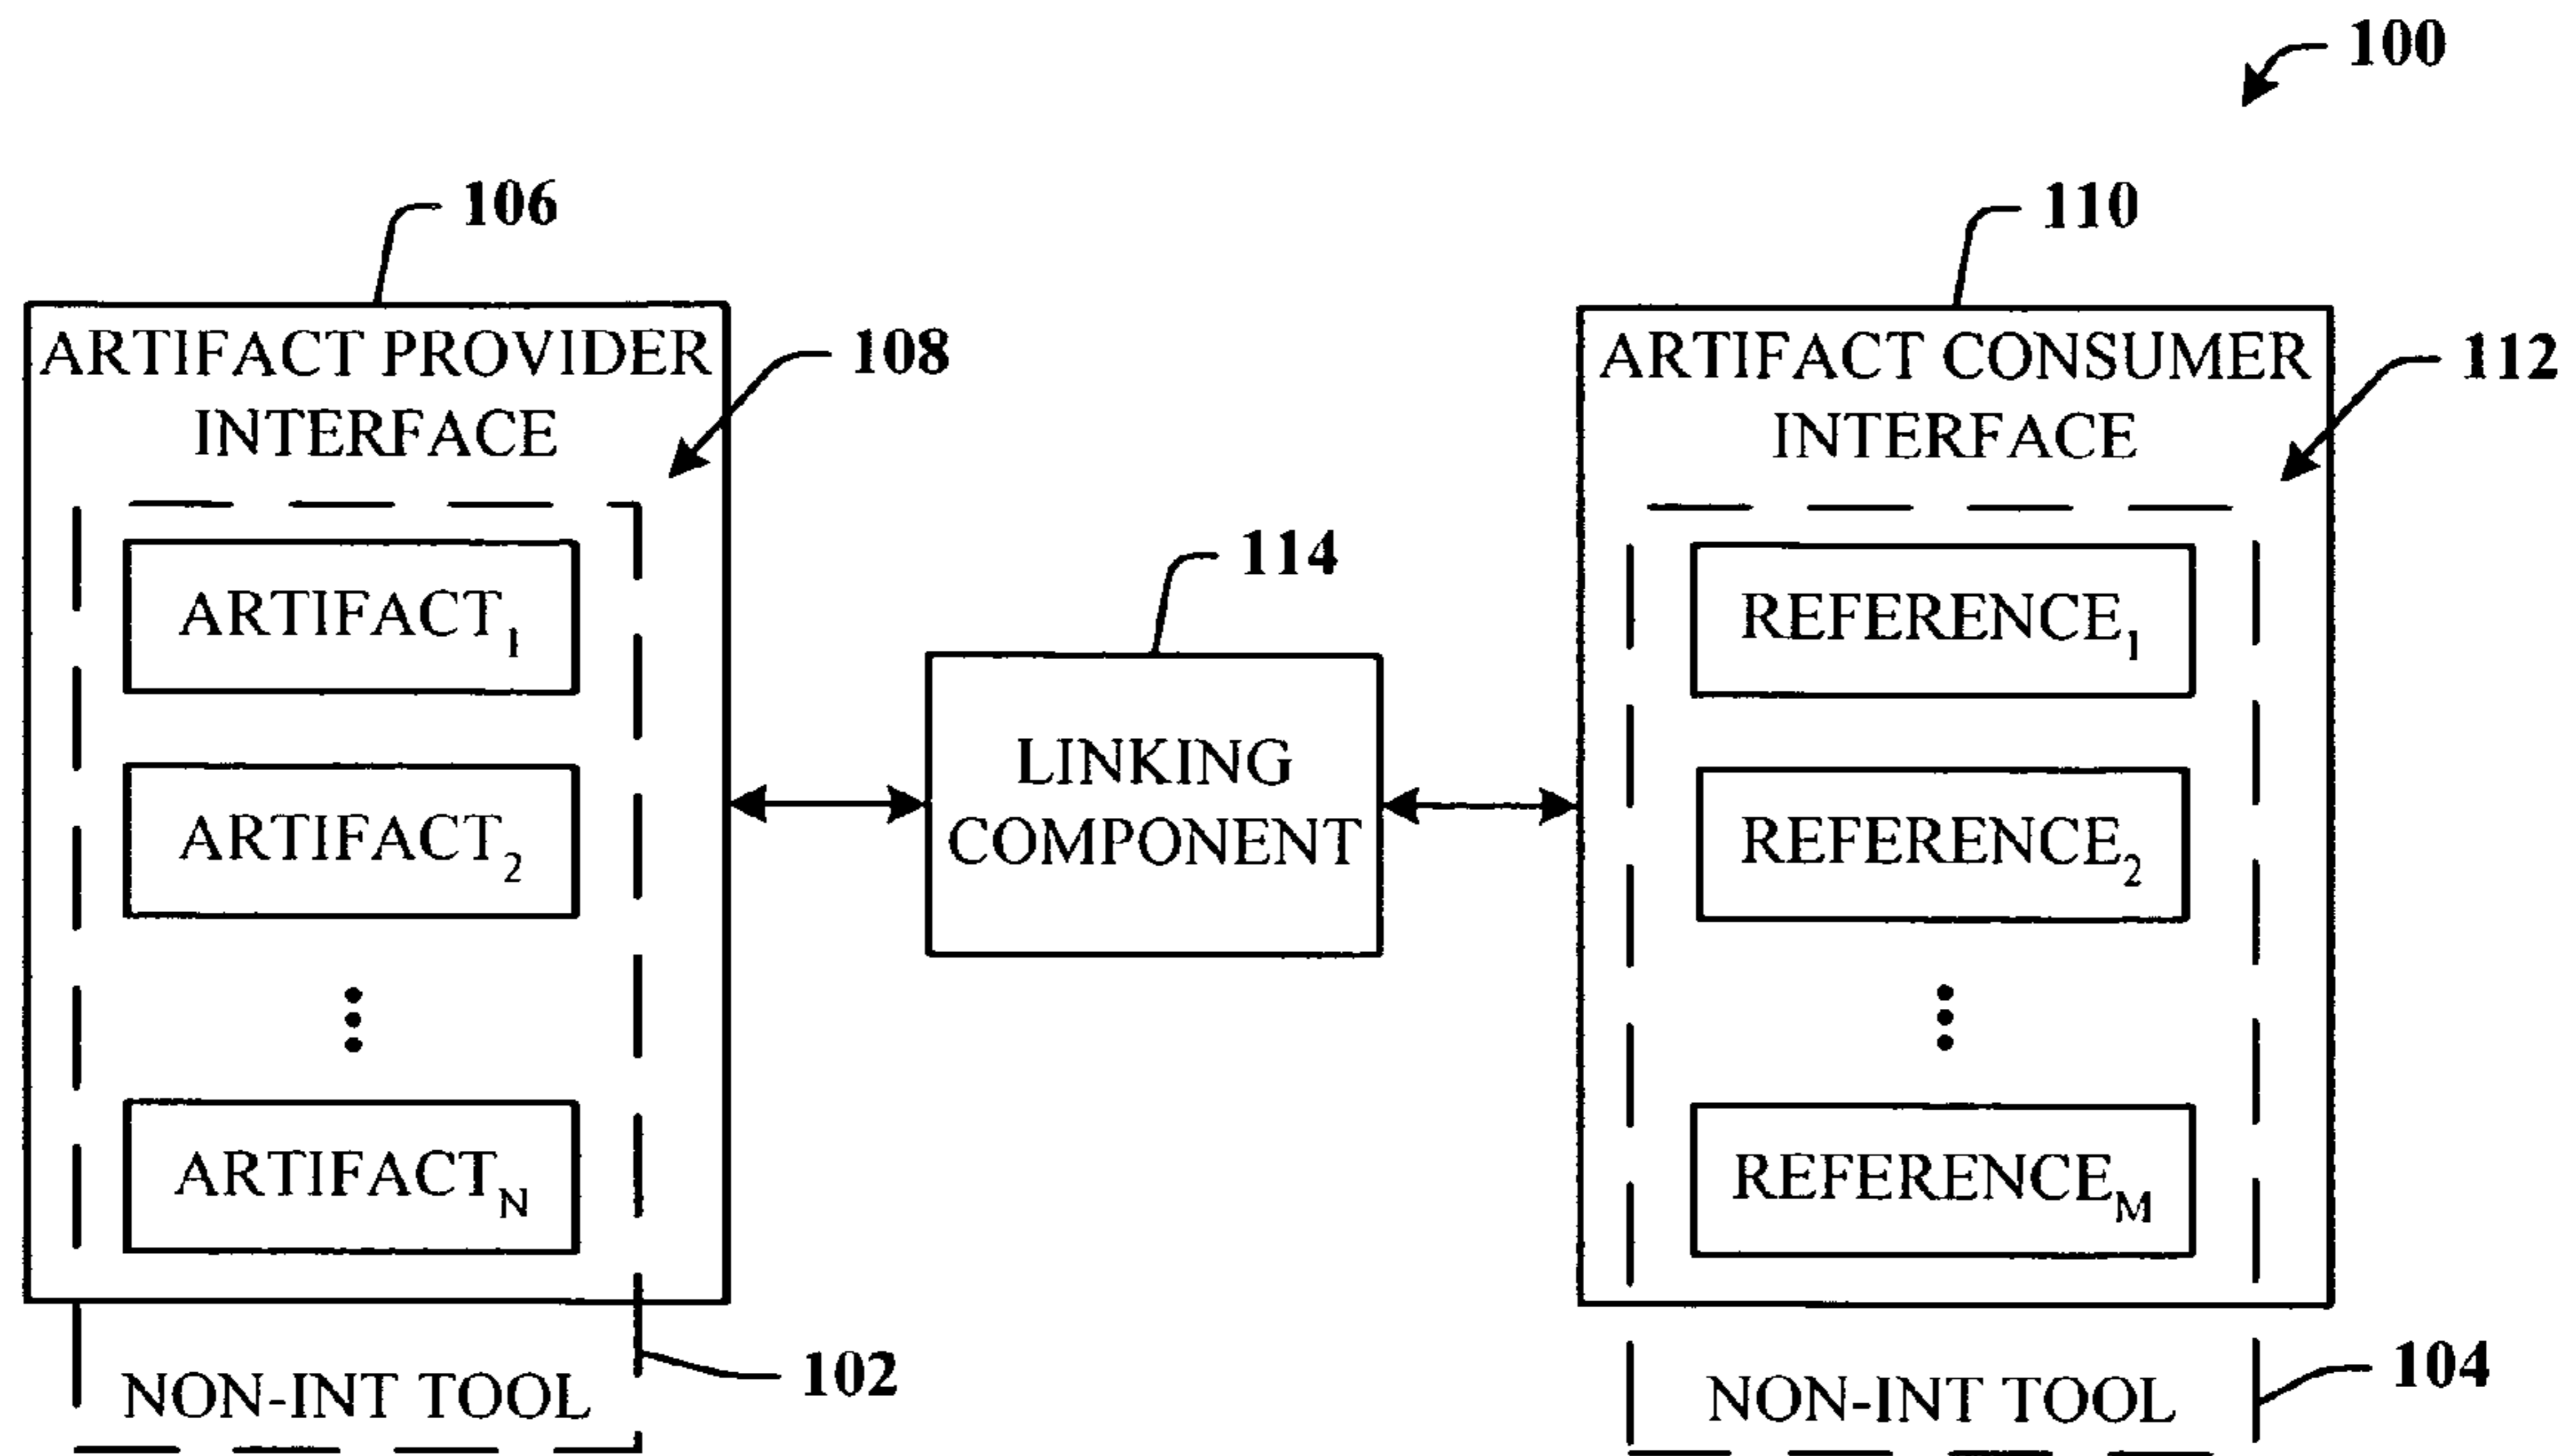 100
106
110
ARTIFACT PROVIDER
INTERFACE
108
ARTIFACT CONSUMER
INTERFACE
112
ARTIFACT1
ARTIFACT2
ARTIFACTN
114
LINKING
COMPONENT
REFERENCE1
REFERENCE2
REFERENCEM
NON-INT TOOL
102
NON-INT TOOL
104